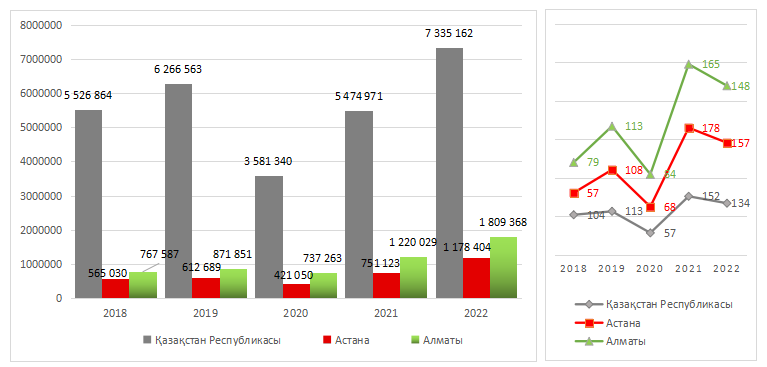 8000000
7000000
6000000
5000000
4000000
3000000
2000000
1000000
0
5 526 864
565 030
767 587
6 266 563
612 689
871 851
3 581 340
421 050
737 263
5 474 971
751 123
1 220 029
7 335 162
1 178 404
1 809 368
2018 2019 2020 2021 2022
Қазақстан Республикасы Астана Алматы
79 113 165 148
57 108 68 178 157
104 113 57 152 134
2018 2019 2020 2021 2022
Қазақстан Республикасы
Астана
Алматы